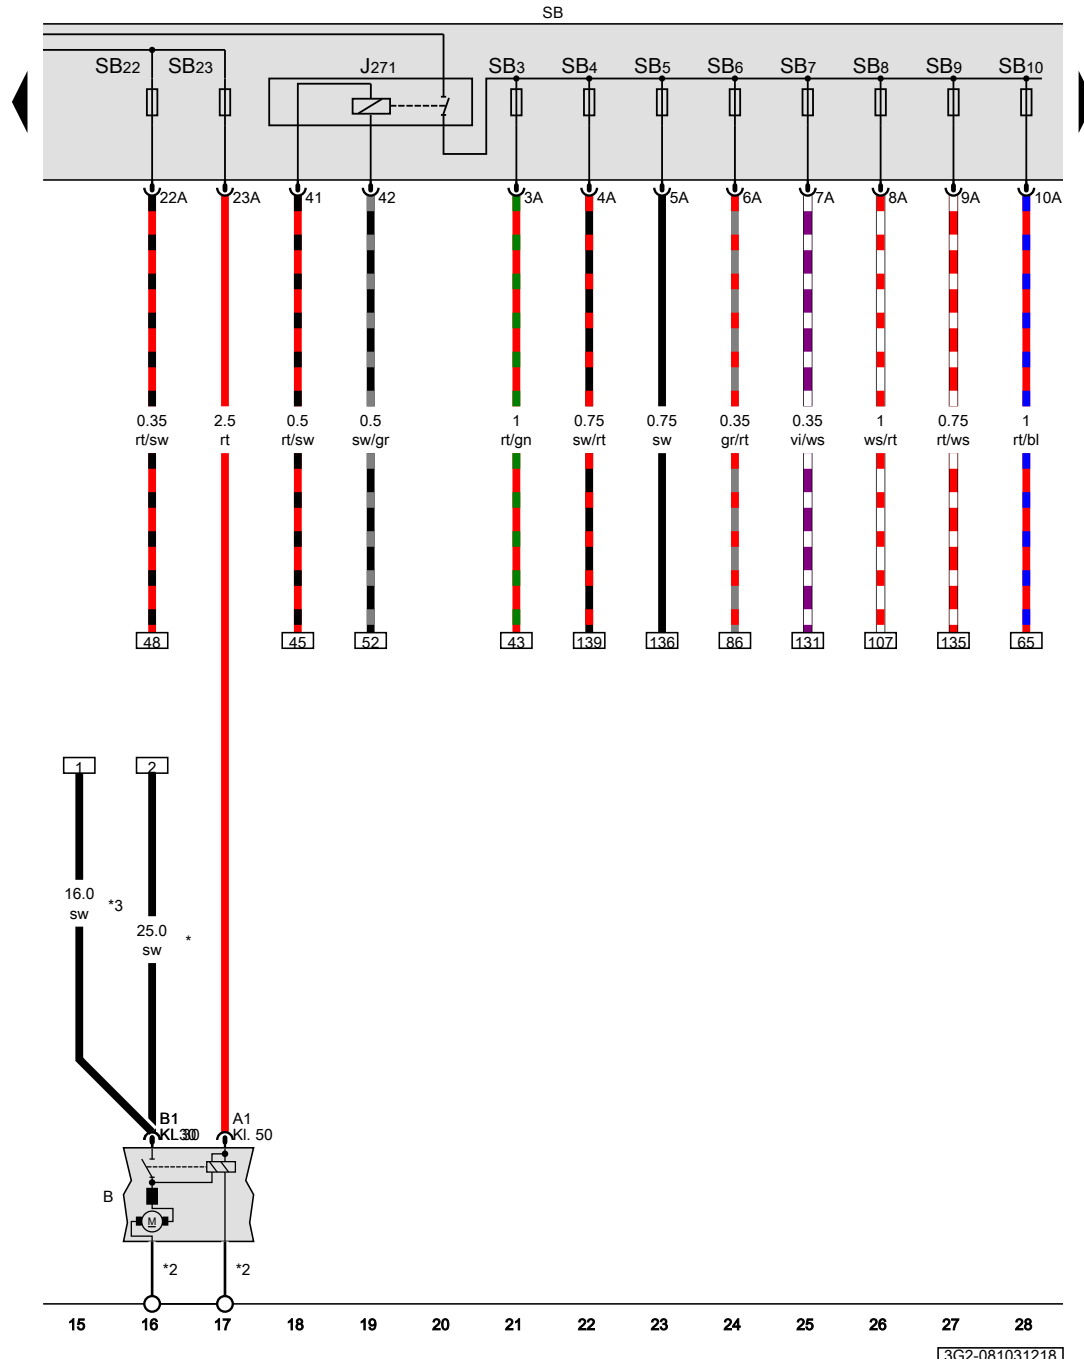 SB
SB22 SB23 J271 SB3 SB4 SB5 SB6 SB7 SB8 SB9 SB10
22A 23A 41 42 3A 4A 5A 6A 7A 8A 9A 10A
0.35 2.5 0.5 0.5 1 0.75 0.75 0.35 0.35 1 0.75 1
rt/sw rt rt/sw sw/gr rt/gn sw/rt sw gr/rt vi/ws ws/rt rt/ws rt/bl
48 45 52 43 139 136 86 131 107 135 65
1 2
16.0
sw *3
25.0
sw *
B1 A1
KL30 Kl. 50
B
M
*2 *2
15 16 17 18 19 20 21 22 23 24 25 26 27 28
3G2-081031218